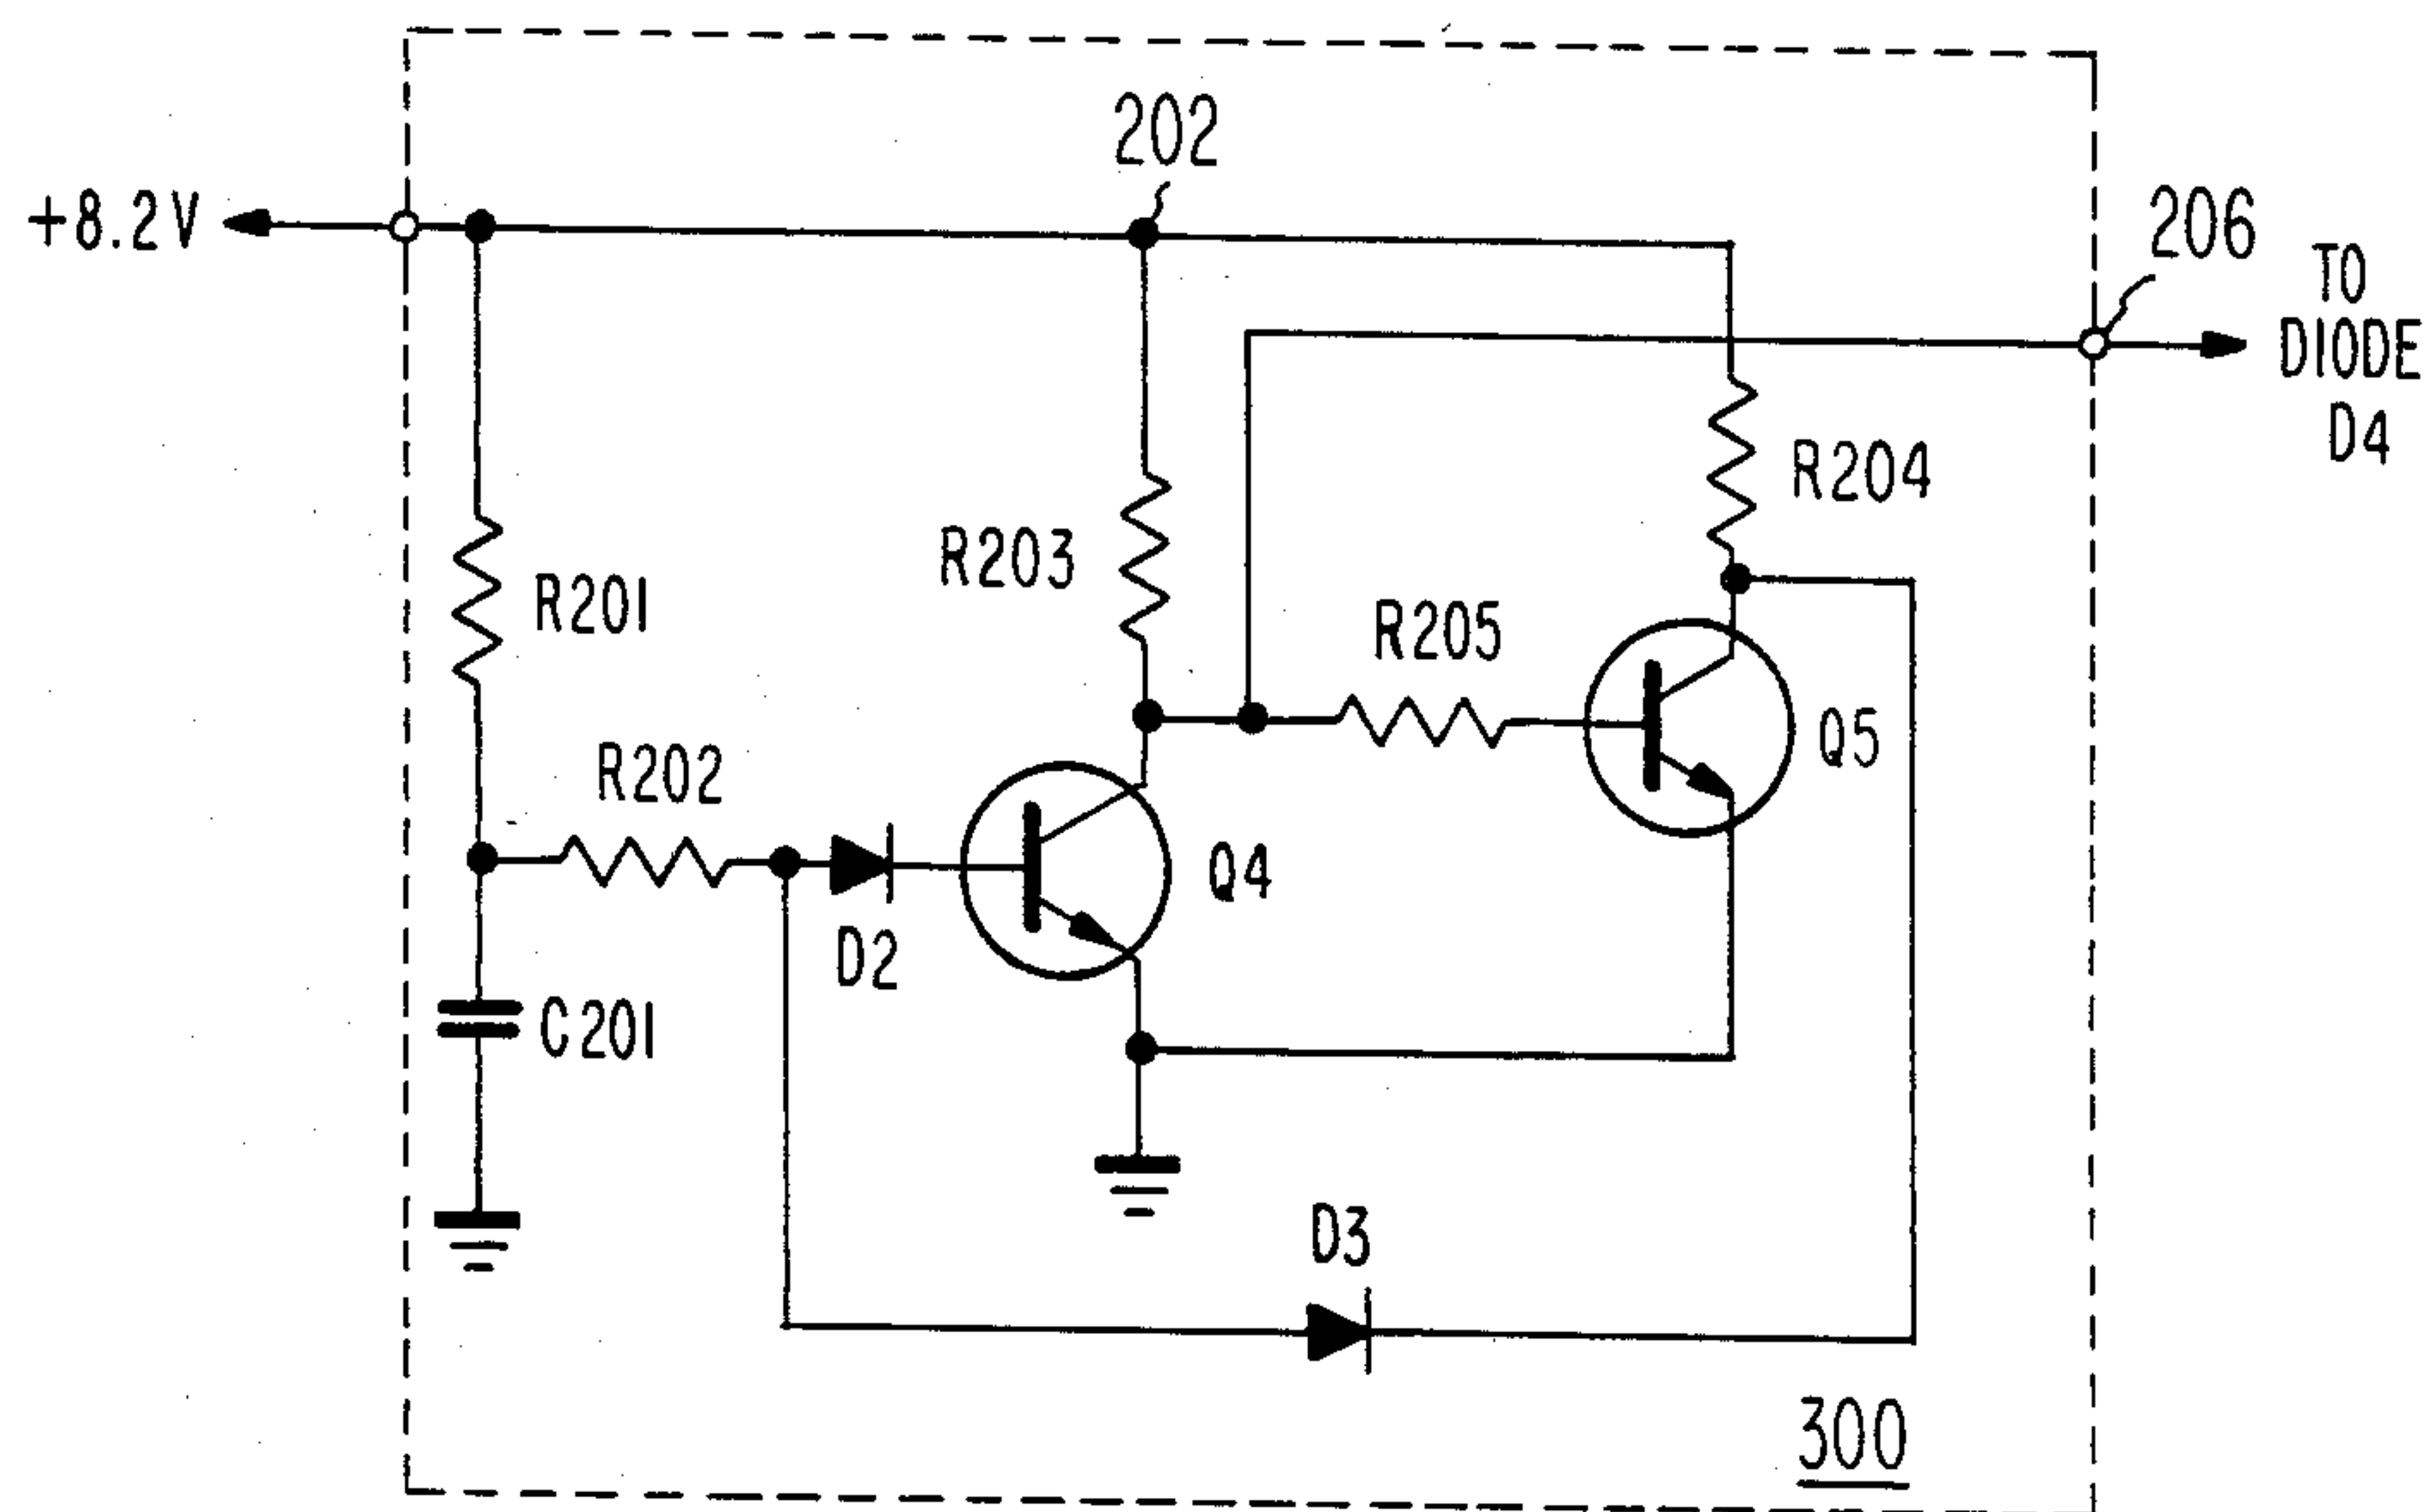 202
+8.2V
206
TO
DIODE
D4
R204
R203
R201
R205
Q5
R202
Q4
D2
C201
D3
300